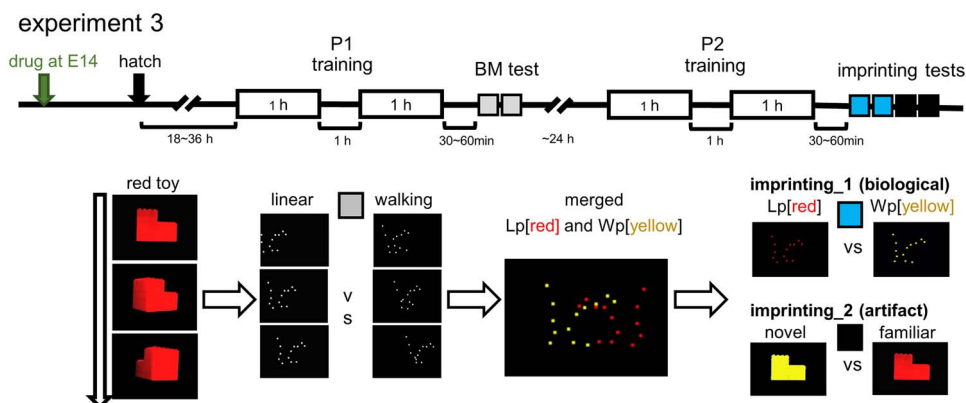 experiment 3
drug at E14
hatch
P1
training
BM test
P2
training
imprinting tests
1 h
1 h
1 h
1 h
18~36 h
1 h
30~60min
~24 h
1 h
30~60min
red toy
linear
walking
v
s
merged
Lp[red] and Wp[yellow]
imprinting_1 (biological)
Lp[red]
Wp[yellow]
vs
imprinting_2 (artifact)
novel
familiar
vs